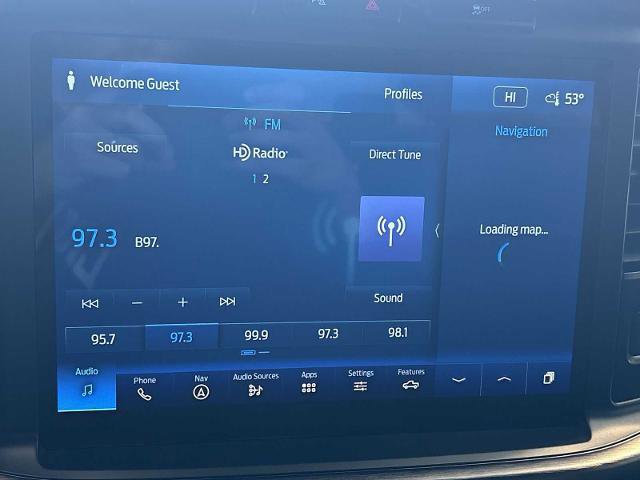 OFF
Welcome Guest
Profiles
HI
53°
FM
Navigation
Sources
HD Radio
Direct Tune
1 2
97.3
B97.
Loading map...
Sound
95.7
97.3
99.9
97.3
98.1
Audio
Phone
Nav
Audio Sources
Apps
Settings
Features